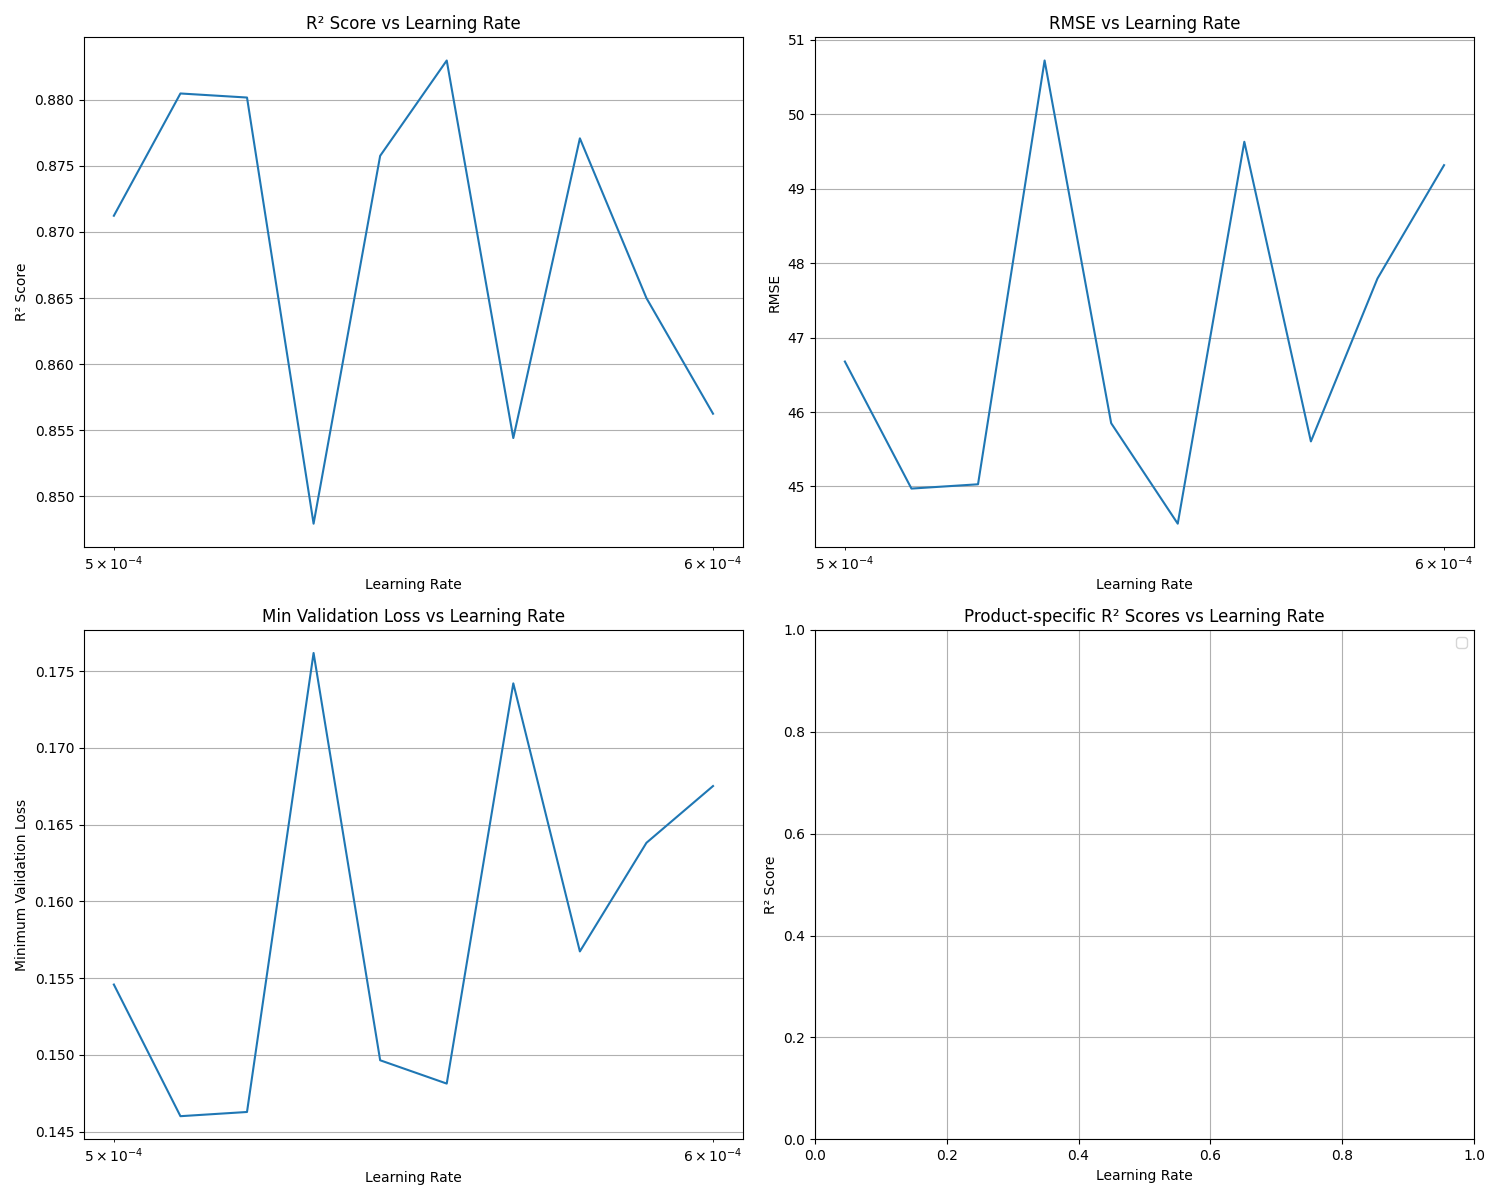 R² Score vs Learning Rate
R² Score
0.880
0.875
0.870
0.865
0.860
0.855
0.850
5 × 10⁻⁴
6 × 10⁻⁴
Learning Rate
RMSE vs Learning Rate
RMSE
51
50
49
48
47
46
45
5 × 10⁻⁴
6 × 10⁻⁴
Learning Rate
Min Validation Loss vs Learning Rate
Minimum Validation Loss
0.175
0.170
0.165
0.160
0.155
0.150
0.145
5 × 10⁻⁴
6 × 10⁻⁴
Learning Rate
Product-specific R² Scores vs Learning Rate
R² Score
1.0
0.8
0.6
0.4
0.2
0.0
0.0
0.2
0.4
0.6
0.8
1.0
Learning Rate